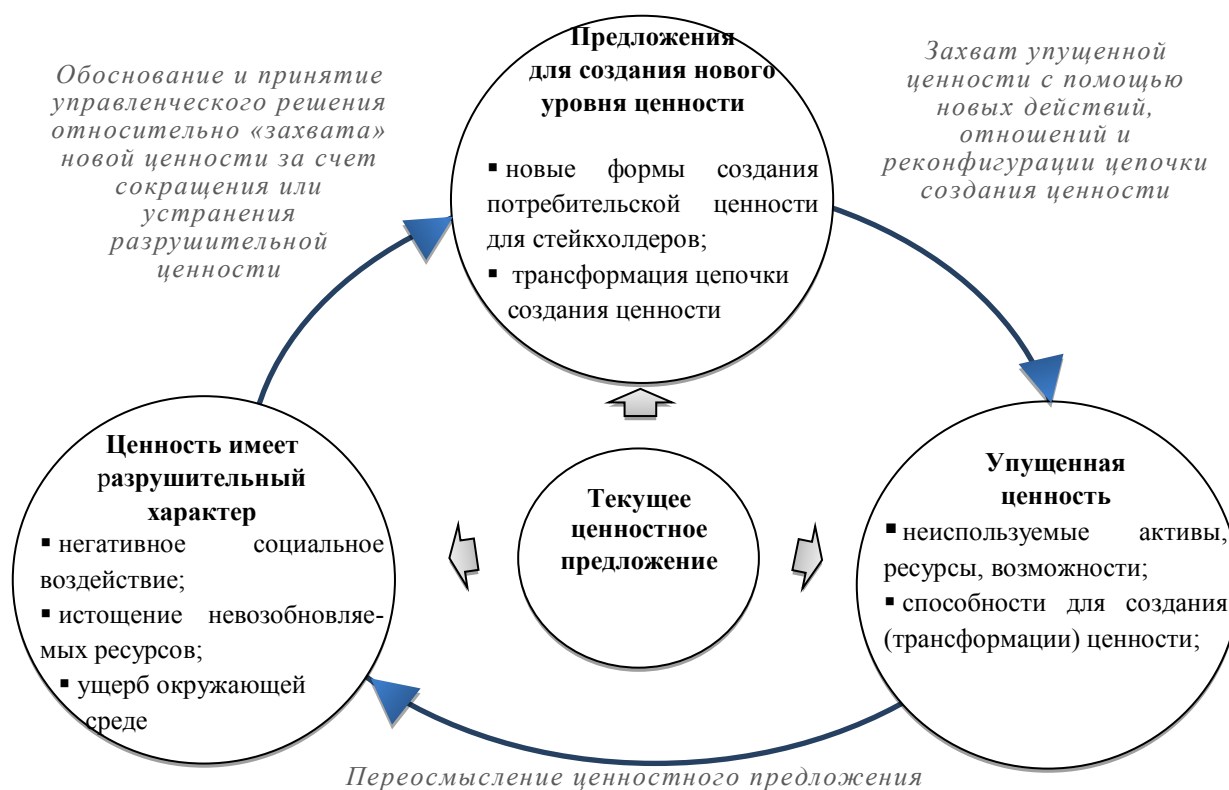 Обоснование и принятие
управленческого решения
относительно «захвата»
новой ценности за счет
сокращения или
устранения
разрушительной
ценности
Предложения
для создания нового
уровня ценности
▪ новые формы создания
потребительской ценности
для стейкхолдеров;
▪ трансформация цепочки
создания ценности
Захват упущенной
ценности с помощью
новых действий,
отношений и
реконфигурации цепочки
создания ценности
Ценность имеет
разрушительный
характер
▪ негативное социальное
воздействие;
▪ истощение невозобновляе-
мых ресурсов;
▪ ущерб окружающей
среде
Текущее
ценностное
предложение
Упущенная
ценность
▪ неиспользуемые активы,
ресурсы, возможности;
▪ способности для создания
(трансформации) ценности;
Переосмысление ценностного предложения